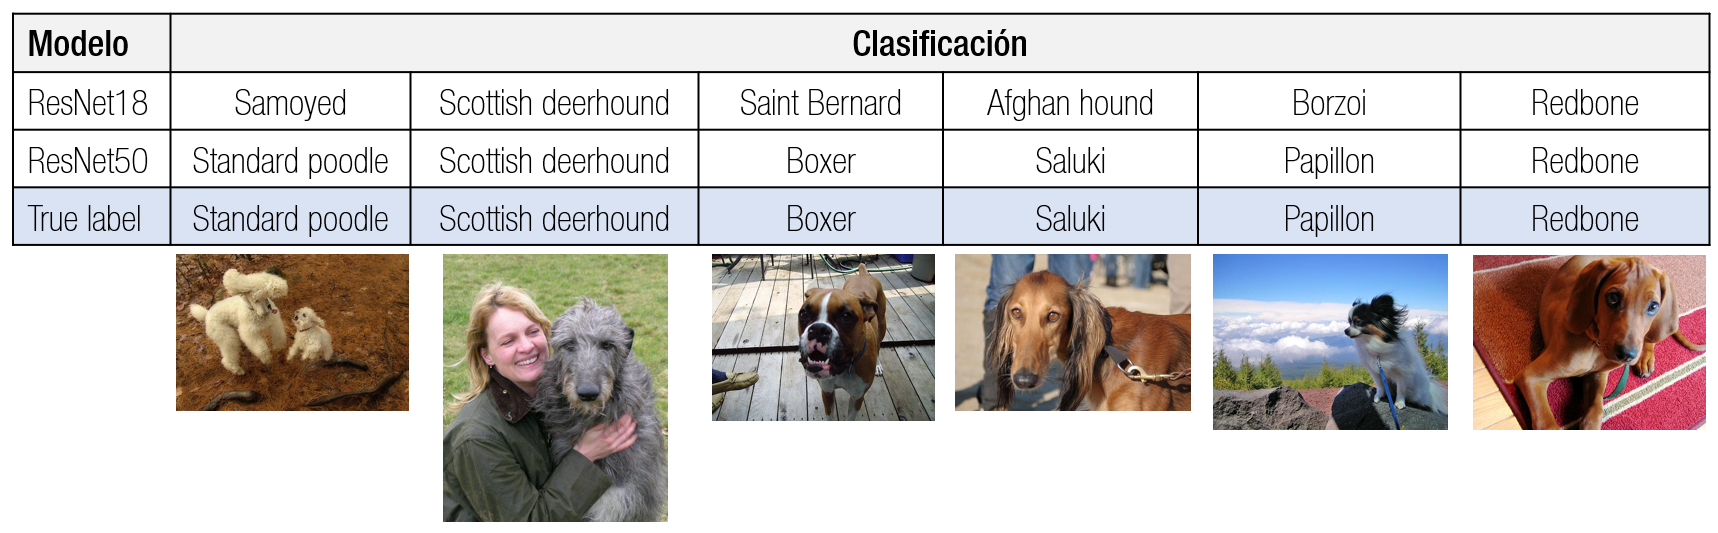 Modelo Clasificación
ResNet18 Samoyed Scottish deerhound Saint Bernard Afghan hound Borzoi Redbone
ResNet50 Standard poodle Scottish deerhound Boxer Saluki Papillon Redbone
True label Standard poodle Scottish deerhound Boxer Saluki Papillon Redbone